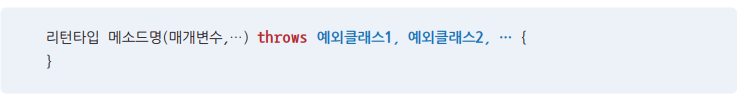 리턴타입 메소드명(매개변수,…) throws 예외클래스1, 예외클래스2, … {
}